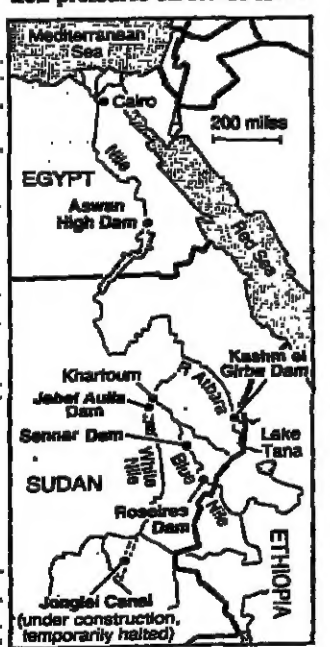 Mediterranean
Sea
Cairo
200 miles
Nile
EGYPT
Aswan
High Dam
Red Sea
Kashm el
Girba Dam
Khartoum
R Atbara
Jebel Aulia
Dam
Sennar Dam
Lake
Tana
White
Nile
Blue
Nile
SUDAN
Roseires
Dam
ETHIOPIA
Jonglei Canal
(under construction,
temporarily halted)